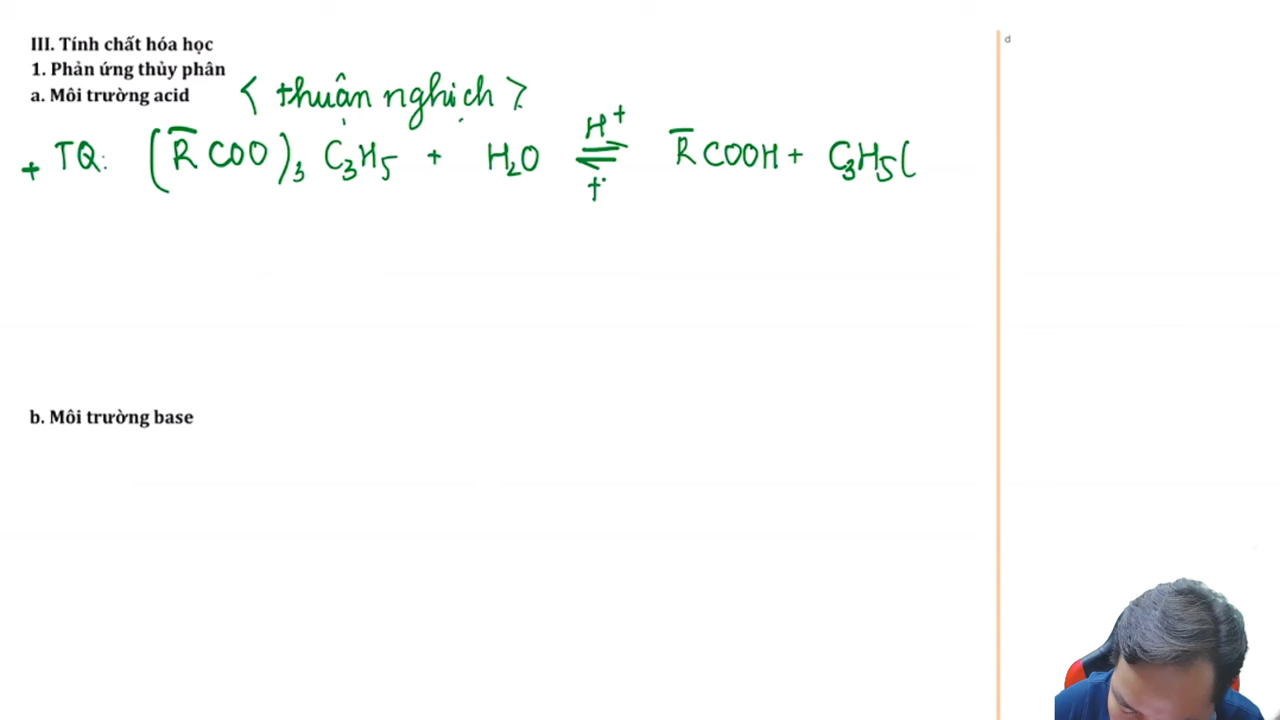 III. Tính chất hóa học
1. Phản ứng thủy phân
a. Môi trường acid < thuận nghịch >
+ TQ: (R̅COO)₃C₃H₅ + H₂O ⇌ R̅COOH + C₃H₅(
H⁺
t°
b. Môi trường base
d